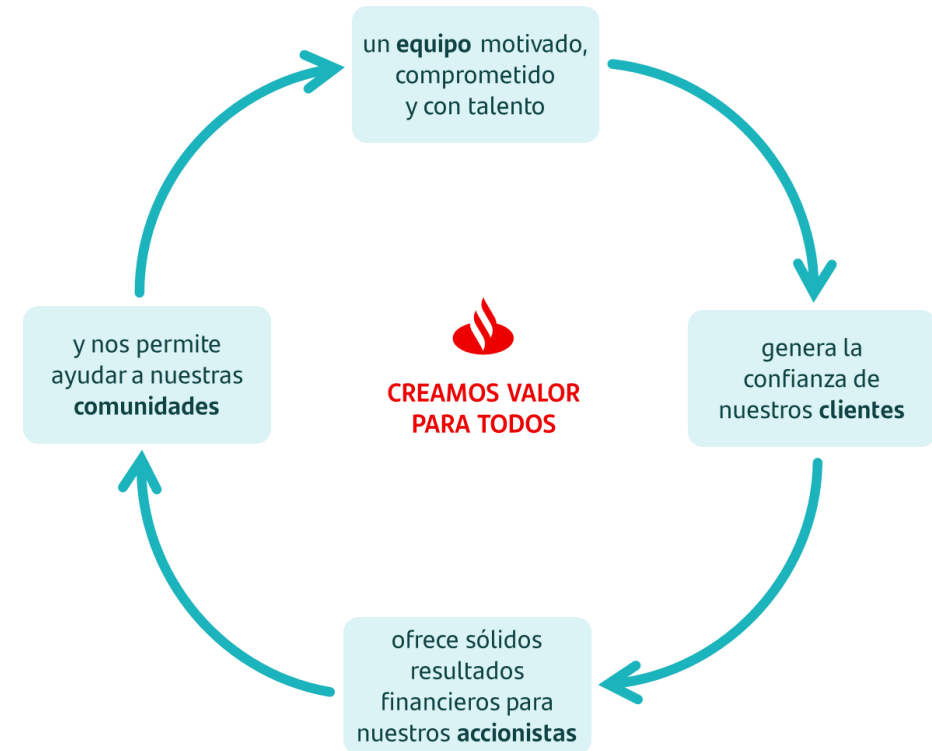 un equipo motivado,
comprometido
y con talento
genera la
confianza de
nuestros clientes
ofrece sólidos
resultados
financieros para
nuestros accionistas
y nos permite
ayudar a nuestras
comunidades
CREAMOS VALOR
PARA TODOS